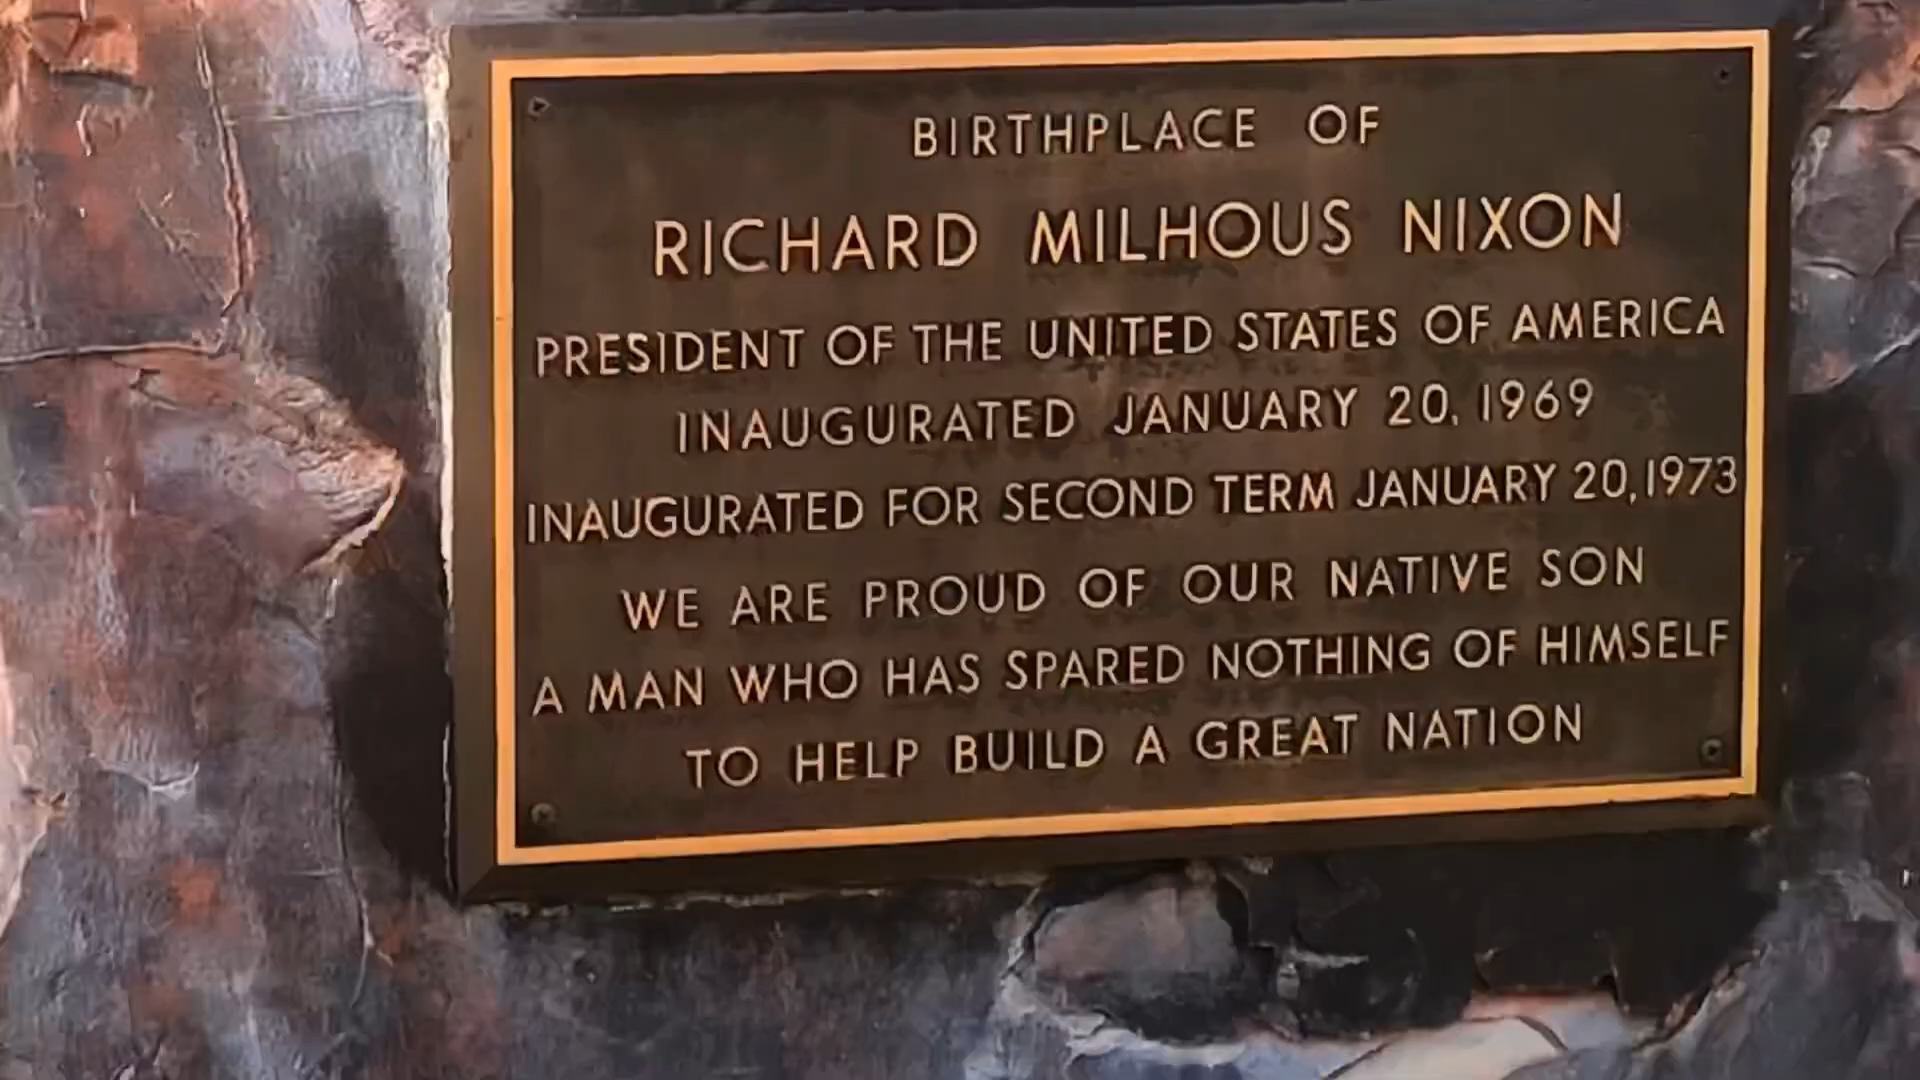 BIRTHPLACE OF
RICHARD MILHOUS NIXON
PRESIDENT OF THE UNITED STATES OF AMERICA
INAUGURATED JANUARY 20, 1969
INAUGURATED FOR SECOND TERM JANUARY 20, 1973
WE ARE PROUD OF OUR NATIVE SON
A MAN WHO HAS SPARED NOTHING OF HIMSELF
TO HELP BUILD A GREAT NATION